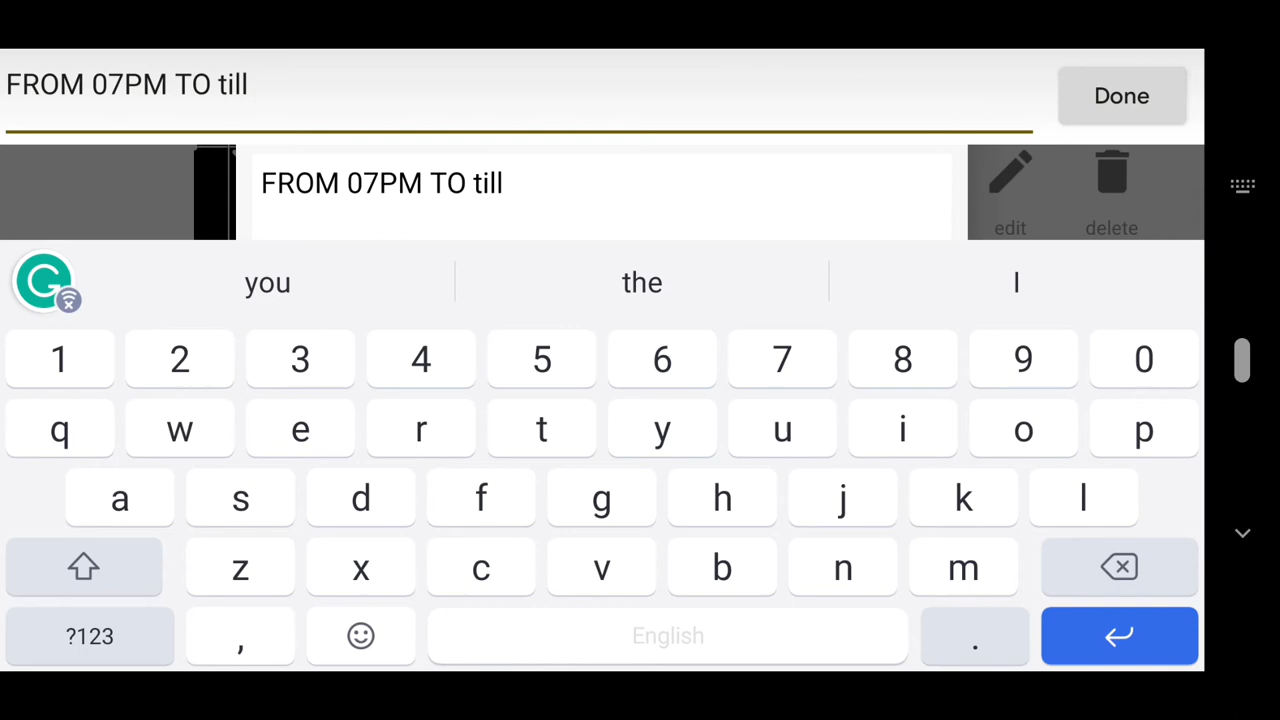 FROM 07PM TO till
Done
FROM 07PM TO till
edit delete
you the I
1 2 3 4 5 6 7 8 9 0
q w e r t y u i o p
a s d f g h j k l
z x c v b n m
?123 , English .